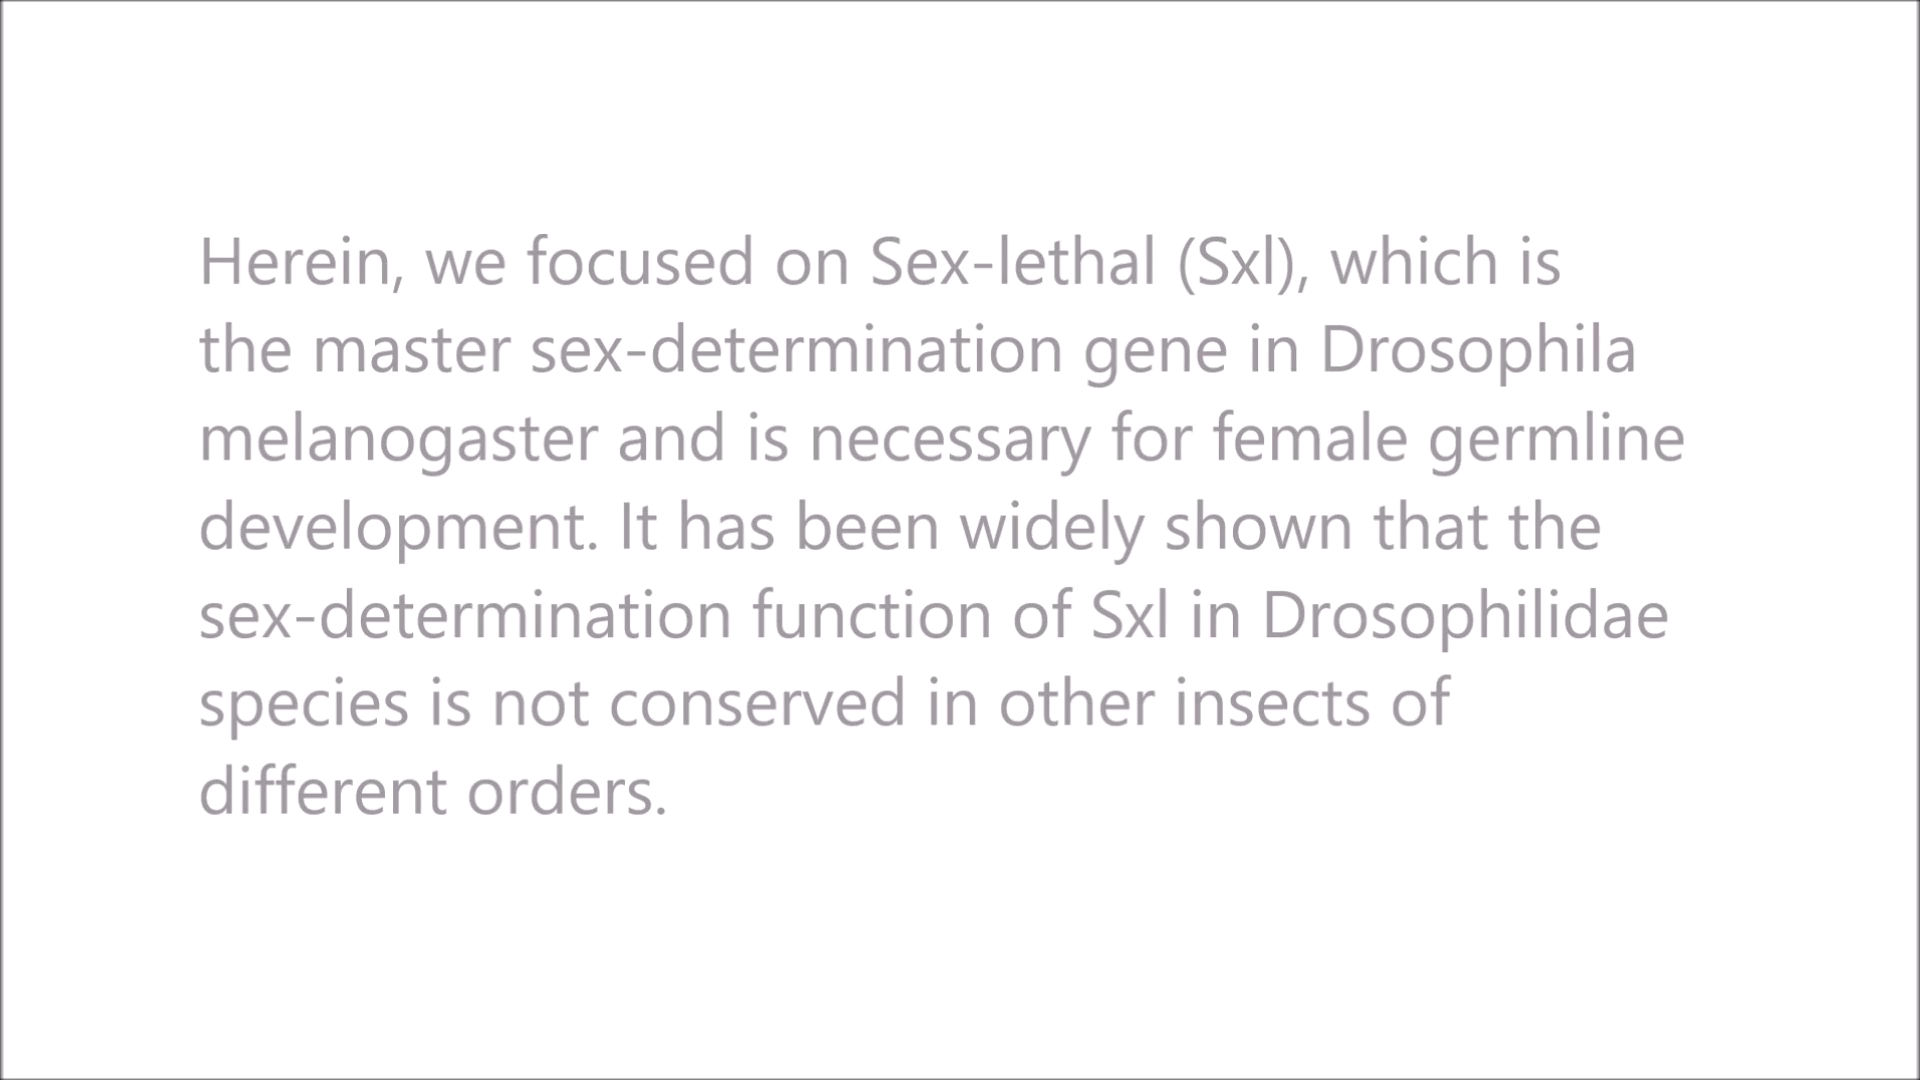 Herein, we focused on Sex-lethal (Sxl), which is
the master sex-determination gene in Drosophila
melanogaster and is necessary for female germline
development. It has been widely shown that the
sex-determination function of Sxl in Drosophilidae
species is not conserved in other insects of
different orders.